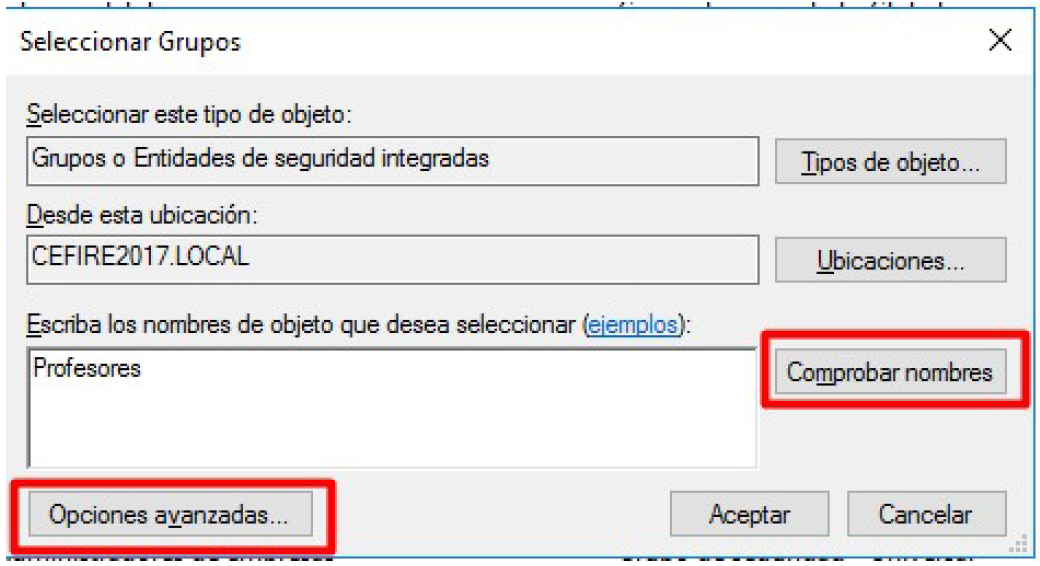 Seleccionar Grupos
Seleccionar este tipo de objeto:
Grupos o Entidades de seguridad integradas
Tipos de objeto...
Desde esta ubicación:
CEFIRE2017.LOCAL
Ubicaciones...
Escriba los nombres de objeto que desea seleccionar (ejemplos):
Profesores
Comprobar nombres
Opciones avanzadas...
Aceptar
Cancelar